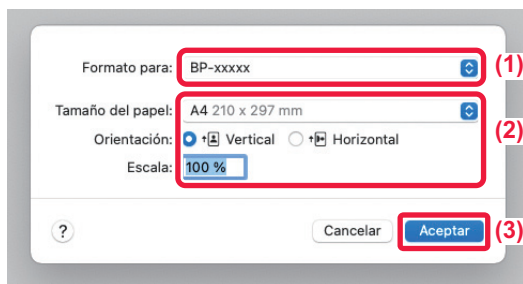 Formato para: BP-xxxxx (1)
Tamaño del papel: A4 210 x 297 mm
Orientación: Vertical Horizontal (2)
Escala: 100 %
? Cancelar Aceptar (3)